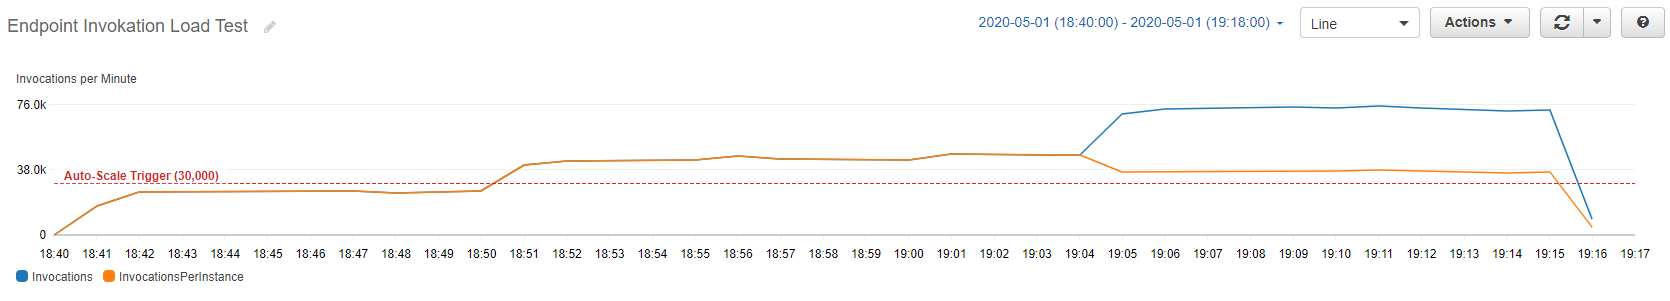 Endpoint Invokation Load Test
2020-05-01 (18:40:00) - 2020-05-01 (19:18:00)
Line
Actions
?
Invocations per Minute
76.0k
38.0k
Auto-Scale Trigger (30,000)
0
18:40 18:41 18:42 18:43 18:44 18:45 18:46 18:47 18:48 18:49 18:50 18:51 18:52 18:53 18:54 18:55 18:56 18:57 18:58 18:59 19:00 19:01 19:02 19:03 19:04 19:05 19:06 19:07 19:08 19:09 19:10 19:11 19:12 19:13 19:14 19:15 19:16 19:17
Invocations InvocationsPerInstance